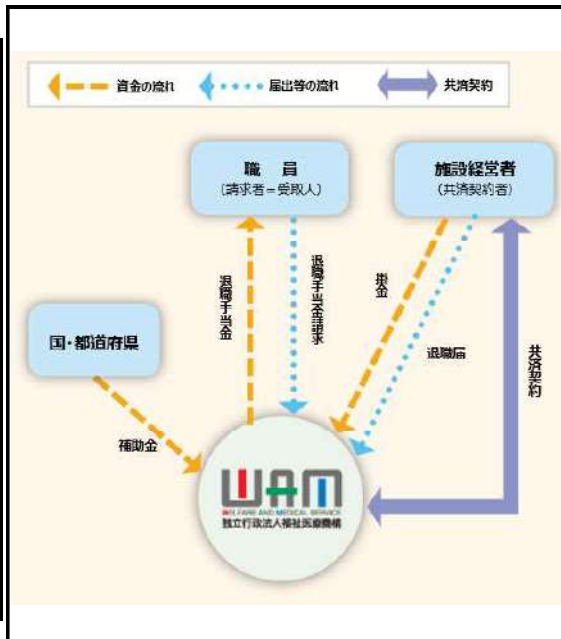 資金の流れ
届出等の流れ
共済契約
職 員
(請求者=受取人)
施設経営者
(共済契約者)
退職手当金
退職手当金請求
掛金
退職届
共済契約
国・都道府県
補助金
WAM
WELFARE AND MEDICAL SERVICE
独立行政法人福祉医療機構